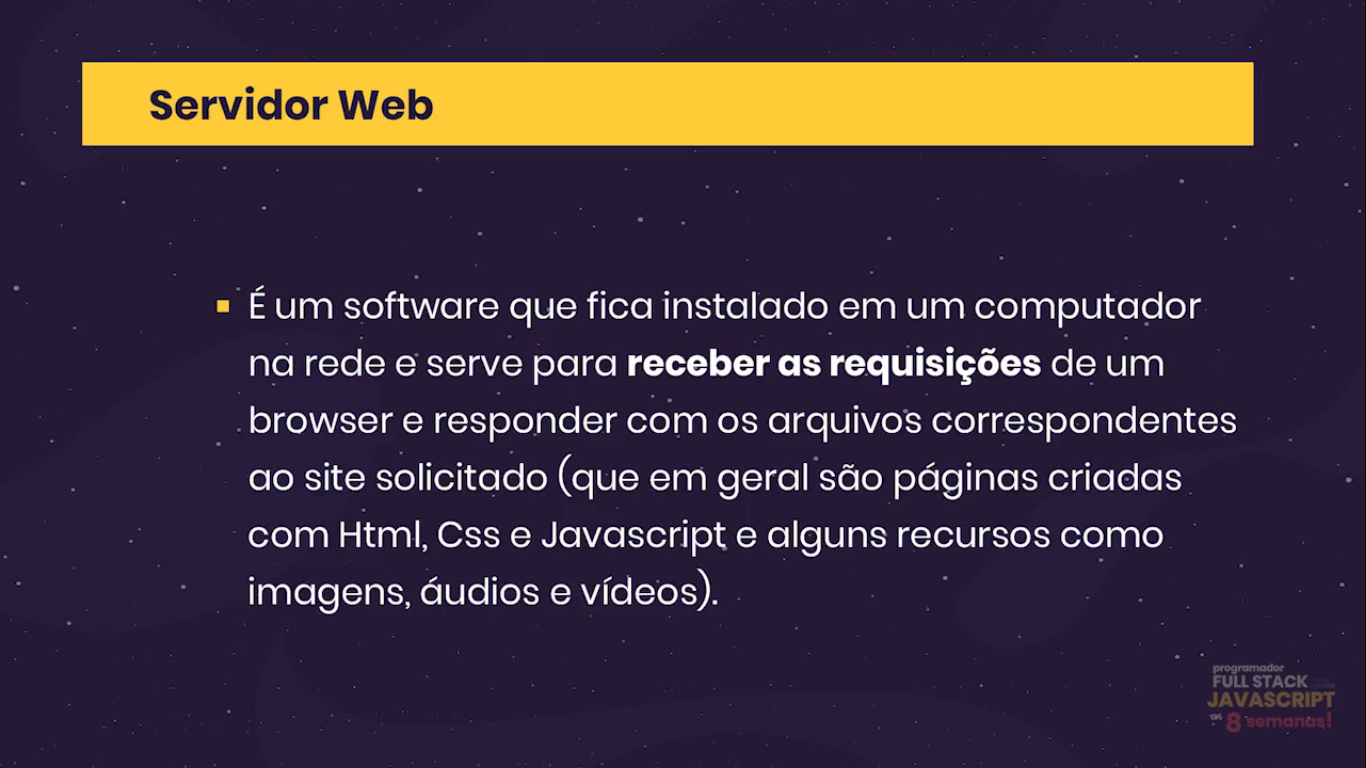 Servidor Web
É um software que fica instalado em um computador
na rede e serve para receber as requisições de um
browser e responder com os arquivos correspondentes
ao site solicitado (que em geral são páginas criadas
com Html, Css e Javascript e alguns recursos como
imagens, áudios e vídeos).
programador
FULL STACK
JAVASCRIPT
em 8 semanas!